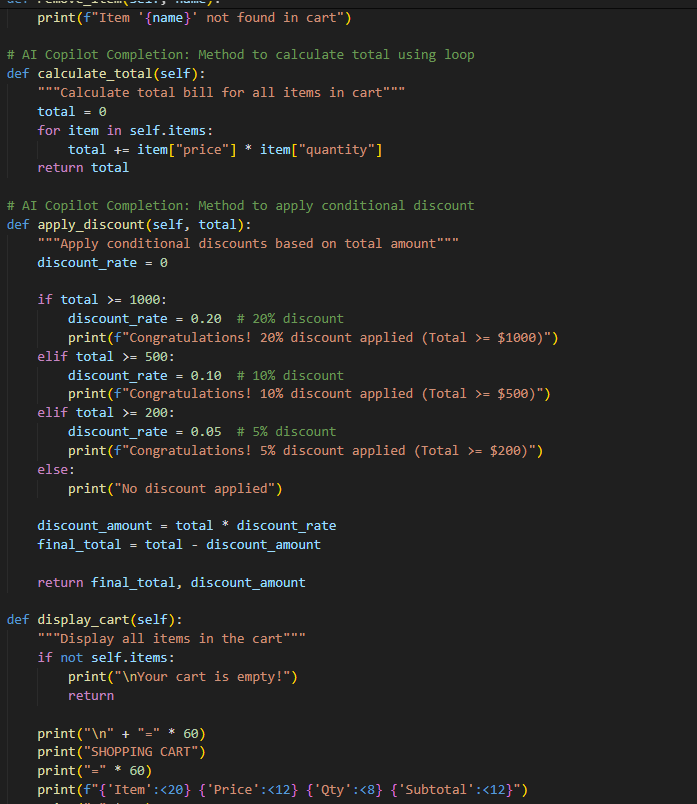 def remove_item(self, name):
    print(f"Item '{name}' not found in cart")

# AI Copilot Completion: Method to calculate total using loop
def calculate_total(self):
    """Calculate total bill for all items in cart"""
    total = 0
    for item in self.items:
        total += item["price"] * item["quantity"]
    return total

# AI Copilot Completion: Method to apply conditional discount
def apply_discount(self, total):
    """Apply conditional discounts based on total amount"""
    discount_rate = 0

    if total >= 1000:
        discount_rate = 0.20  # 20% discount
        print(f"Congratulations! 20% discount applied (Total >= $1000)")
    elif total >= 500:
        discount_rate = 0.10  # 10% discount
        print(f"Congratulations! 10% discount applied (Total >= $500)")
    elif total >= 200:
        discount_rate = 0.05  # 5% discount
        print(f"Congratulations! 5% discount applied (Total >= $200)")
    else:
        print("No discount applied")

    discount_amount = total * discount_rate
    final_total = total - discount_amount

    return final_total, discount_amount

def display_cart(self):
    """Display all items in the cart"""
    if not self.items:
        print("\nYour cart is empty!")
        return

    print("\n" + "=" * 60)
    print("SHOPPING CART")
    print("=" * 60)
    print(f"{'Item':<20} {'Price':<12} {'Qty':<8} {'Subtotal':<12}")